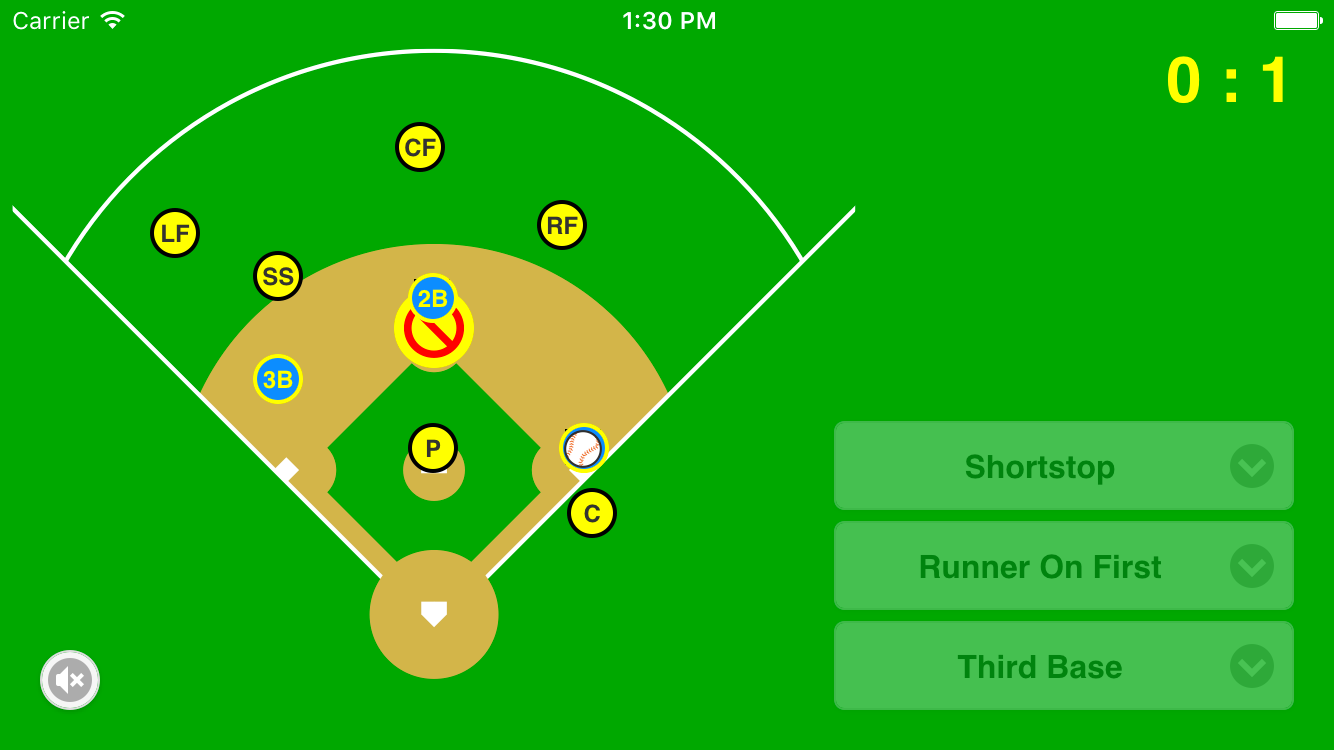 Carrier 1:30 PM
0 : 1
CF
LF
RF
SS
2B
3B
P
C
Shortstop
Runner On First
Third Base